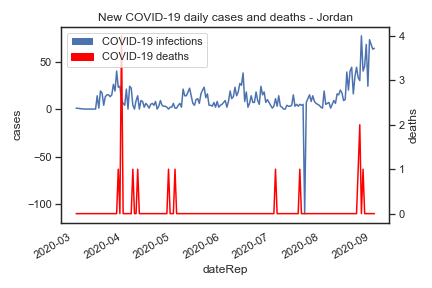 New COVID-19 daily cases and deaths - Jordan
COVID-19 infections
COVID-19 deaths
50
0
−50
−100
cases
4
3
2
1
0
deaths
2020-03
2020-04
2020-05
2020-06
2020-07
2020-08
2020-09
dateRep